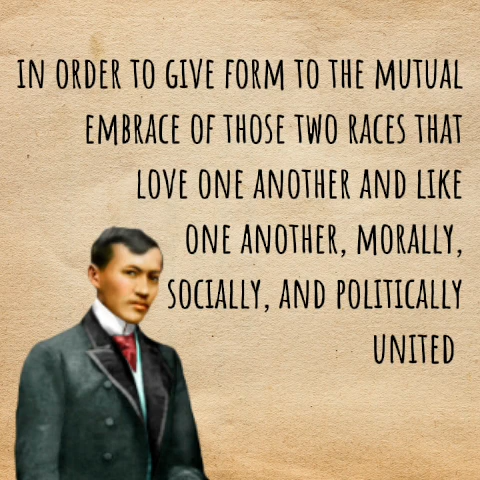 IN ORDER TO GIVE FORM TO THE MUTUAL
EMBRACE OF THOSE TWO RACES THAT
LOVE ONE ANOTHER AND LIKE
ONE ANOTHER, MORALLY,
SOCIALLY, AND POLITICALLY
UNITED